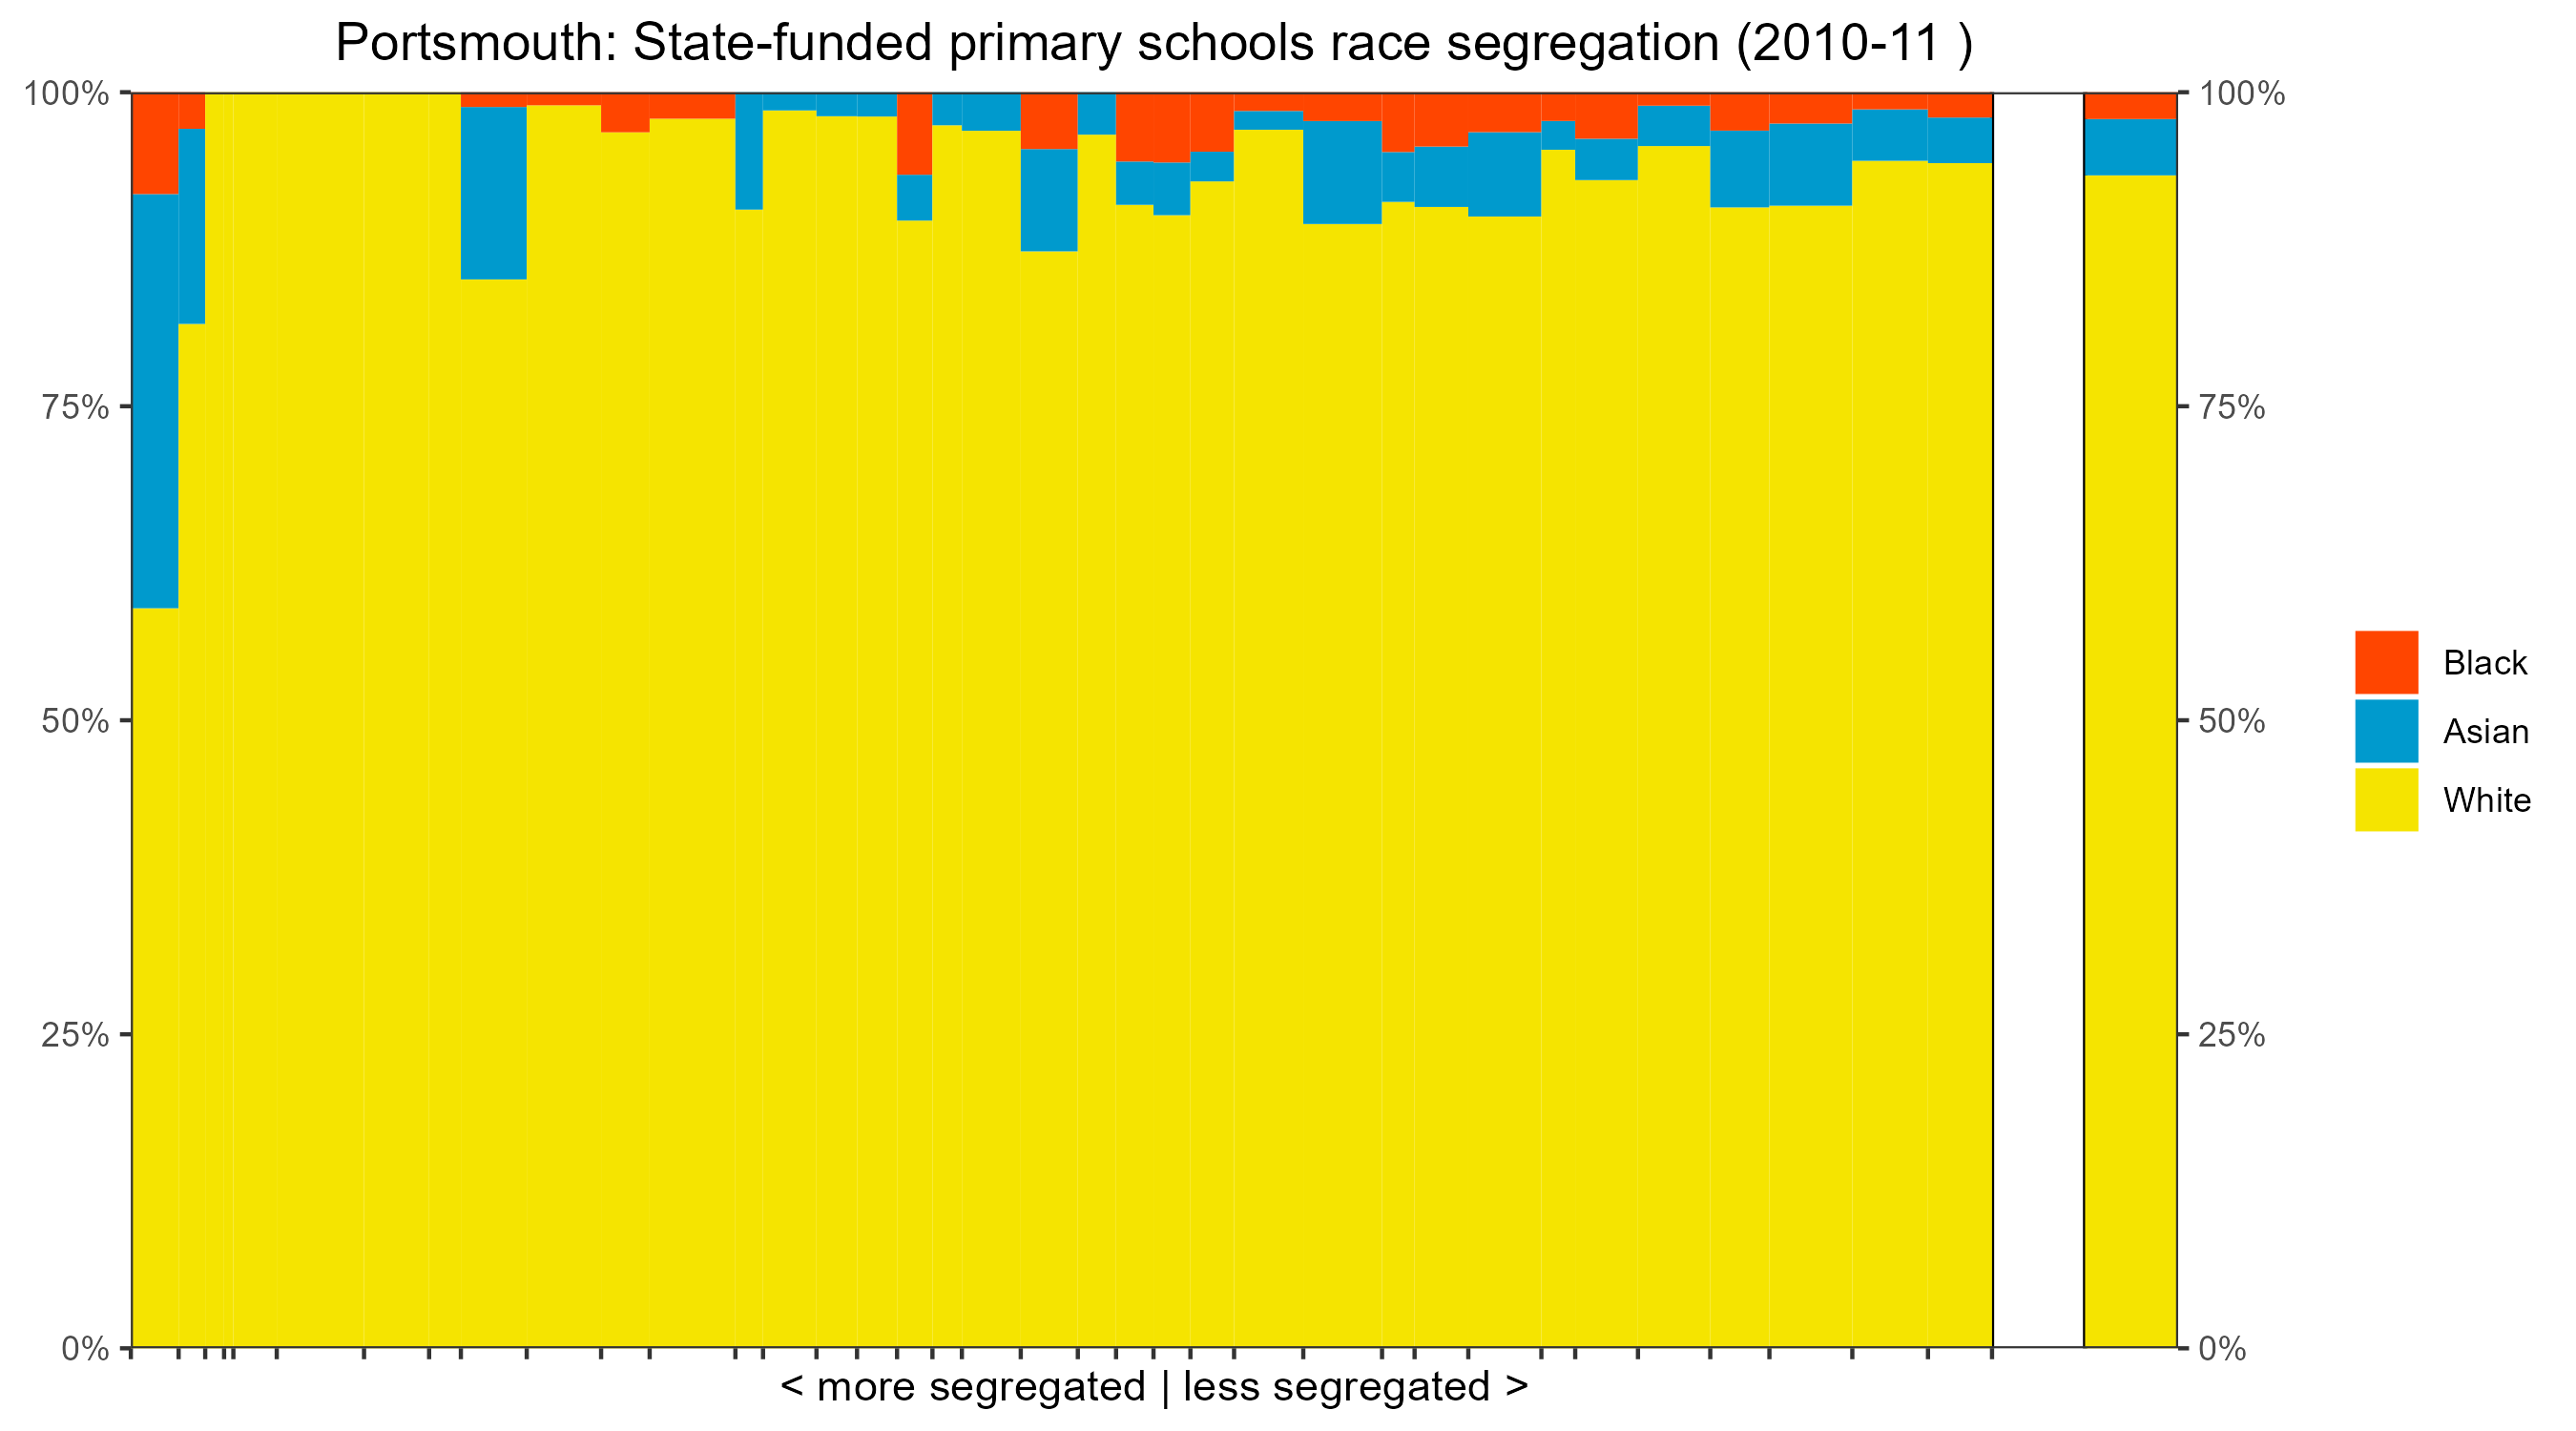 Portsmouth: State-funded primary schools race segregation (2010-11 )
100%
75%
50%
25%
0%
100%
75%
50%
25%
0%
Black
Asian
White
< more segregated | less segregated >